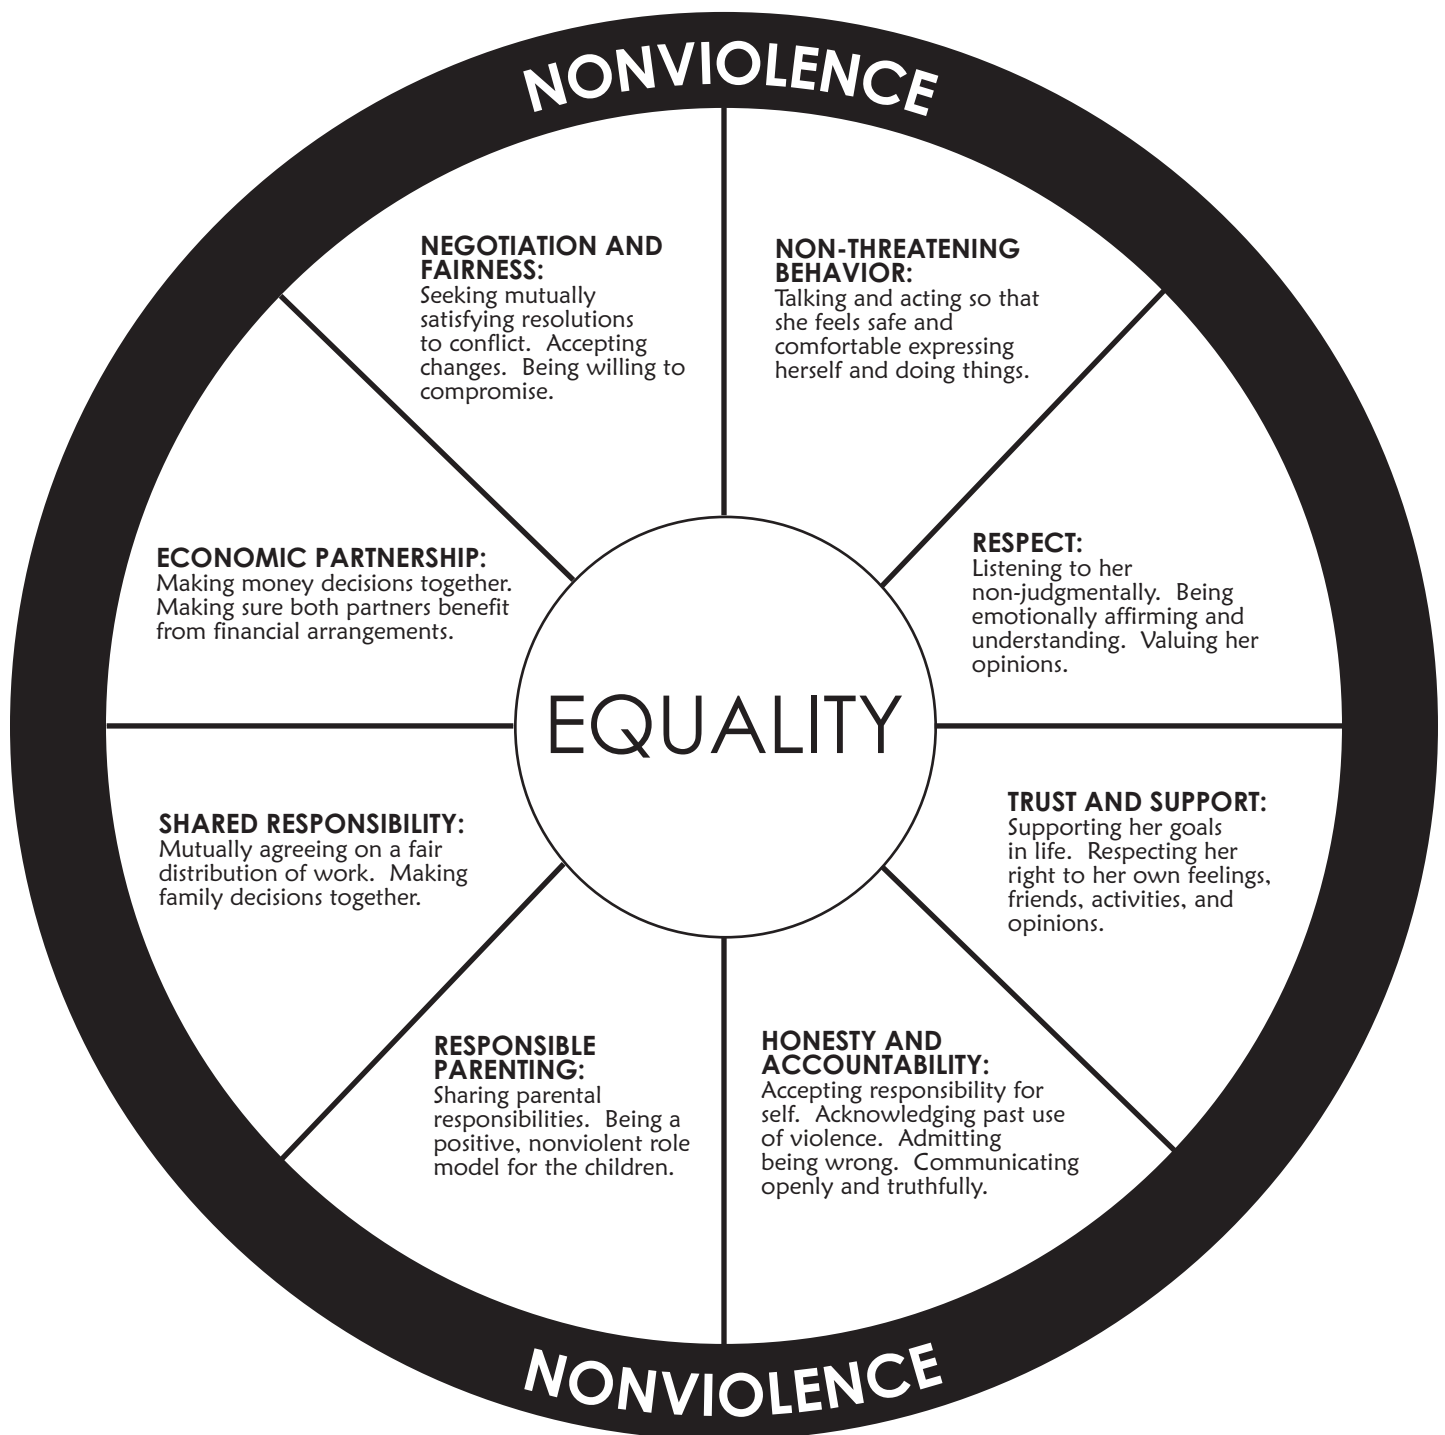 NONVIOLENCE
NEGOTIATION AND
FAIRNESS:
Seeking mutually
satisfying resolutions
to conflict.  Accepting
changes.  Being willing to
compromise.
NON-THREATENING
BEHAVIOR:
Talking and acting so that
she feels safe and
comfortable expressing
herself and doing things.
ECONOMIC PARTNERSHIP:
Making money decisions together.
Making sure both partners benefit
from financial arrangements.
RESPECT:
Listening to her
non-judgmentally.  Being
emotionally affirming and
understanding.  Valuing her
opinions.
EQUALITY
SHARED RESPONSIBILITY:
Mutually agreeing on a fair
distribution of work.  Making
family decisions together.
TRUST AND SUPPORT:
Supporting her goals
in life.  Respecting her
right to her own feelings,
friends, activities, and
opinions.
RESPONSIBLE
PARENTING:
Sharing parental
responsibilities.  Being a
positive, nonviolent role
model for the children.
HONESTY AND
ACCOUNTABILITY:
Accepting responsibility for
self.  Acknowledging past use
of violence.  Admitting
being wrong.  Communicating
openly and truthfully.
NONVIOLENCE